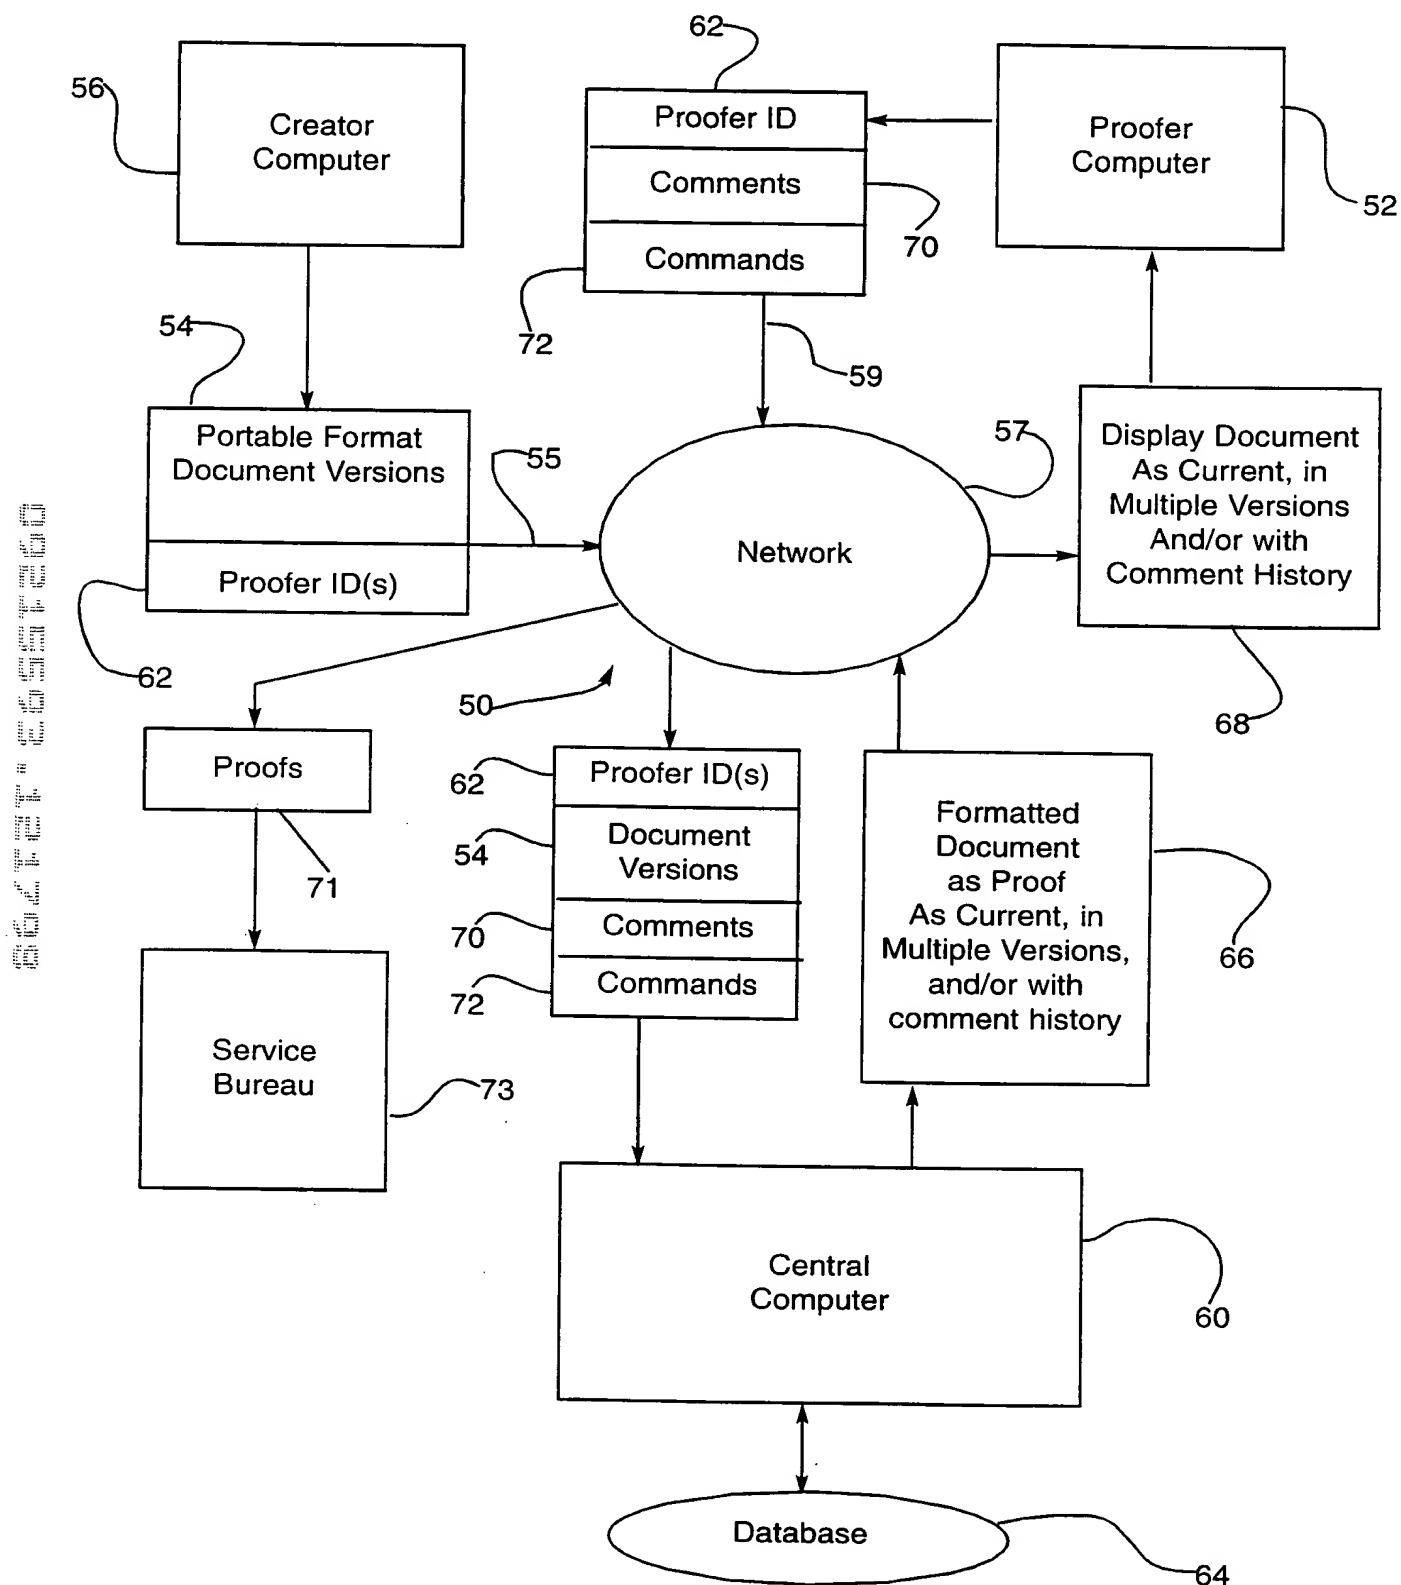 62
56
Creator
Computer
Proofer ID
Comments
Commands
70
72
Proofer
Computer
52
54
59
Portable Format
Document Versions
Proofer ID(s)
55
62
57
Network
Display Document
As Current, in
Multiple Versions
And/or with
Comment History
68
50
Proofs
71
62
Proofer ID(s)
54
Document
Versions
70
Comments
72
Commands
Formatted
Document
as Proof
As Current, in
Multiple Versions,
and/or with
comment history
66
Service
Bureau
73
Central
Computer
60
Database
64
09215593.121798